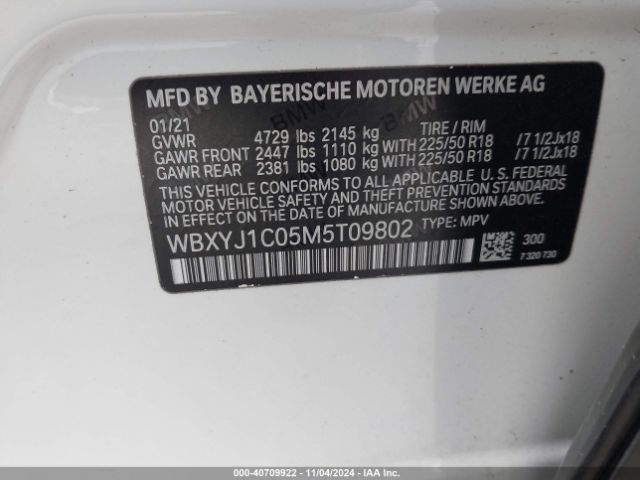 MFD BY BAYERISCHE MOTOREN WERKE AG
01/21
GVWR 4729 lbs 2145 kg TIRE / RIM
GAWR FRONT 2447 lbs 1110 kg WITH 225/50 R18 /7 1/2Jx18
GAWR REAR 2381 lbs 1080 kg WITH 225/50 R18 /7 1/2Jx18
THIS VEHICLE CONFORMS TO ALL APPLICABLE U. S. FEDERAL
MOTOR VEHICLE SAFETY, BUMPER, AND THEFT PREVENTION
STANDARDS IN EFFECT ON THE DATE OF MANUFACTURE SHOWN ABOVE.
WBXYJ1C05M5T09802 TYPE: MPV
300
7 320 730
BMW BMW
000-40709922 - 11/04/2024 - IAA Inc.